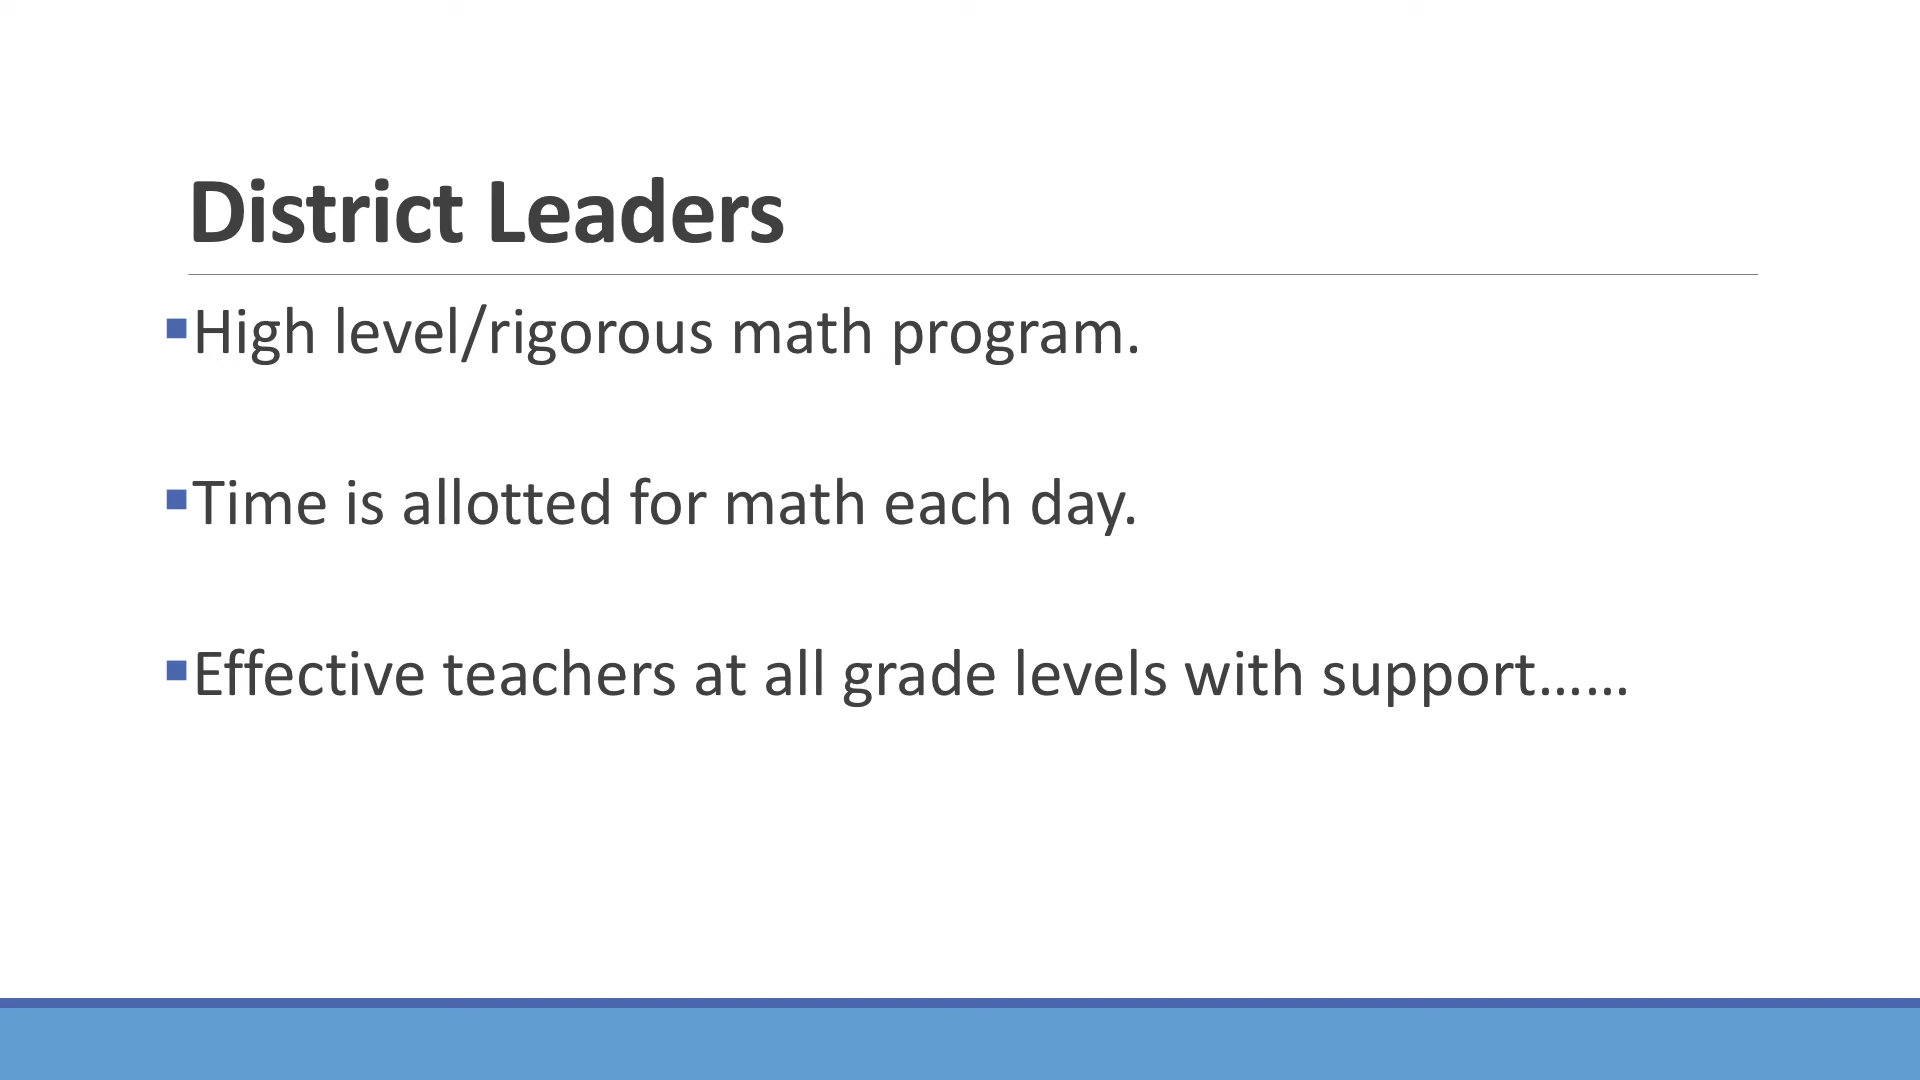 District Leaders
▪High level/rigorous math program.
▪Time is allotted for math each day.
▪Effective teachers at all grade levels with support……